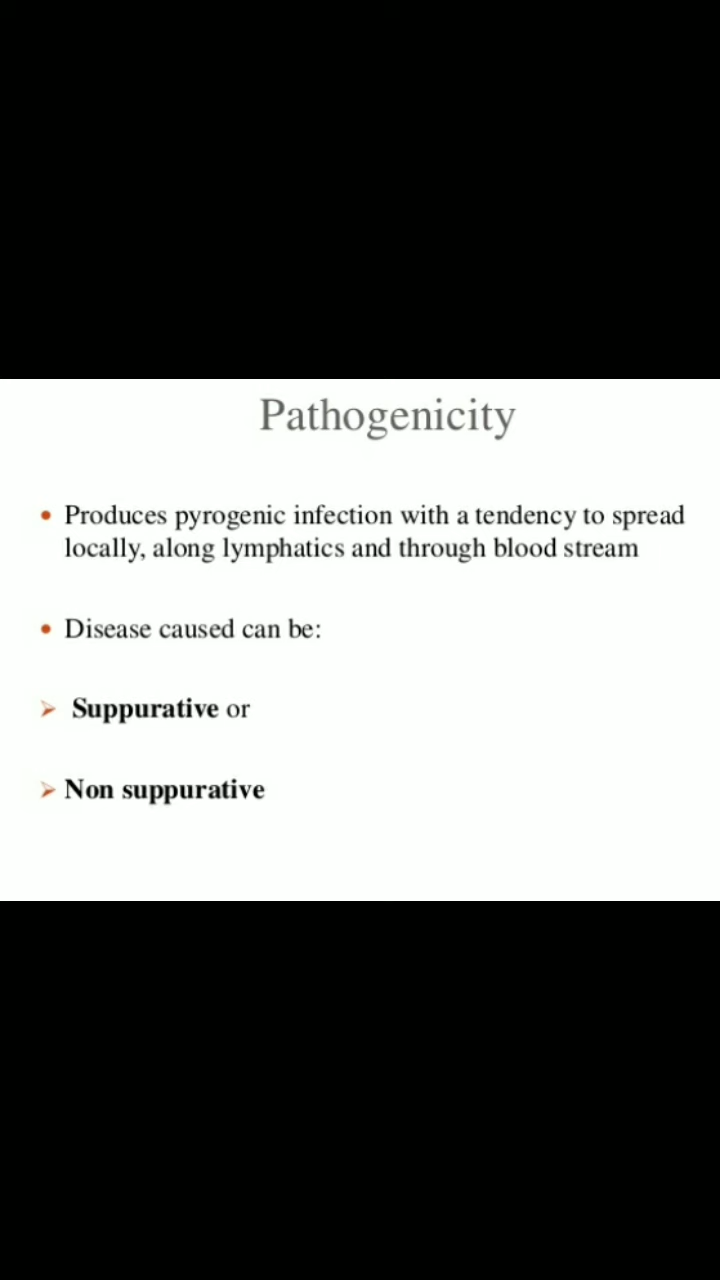 Pathogenicity
• Produces pyrogenic infection with a tendency to spread
locally, along lymphatics and through blood stream
• Disease caused can be:
➢ Suppurative or
➢ Non suppurative